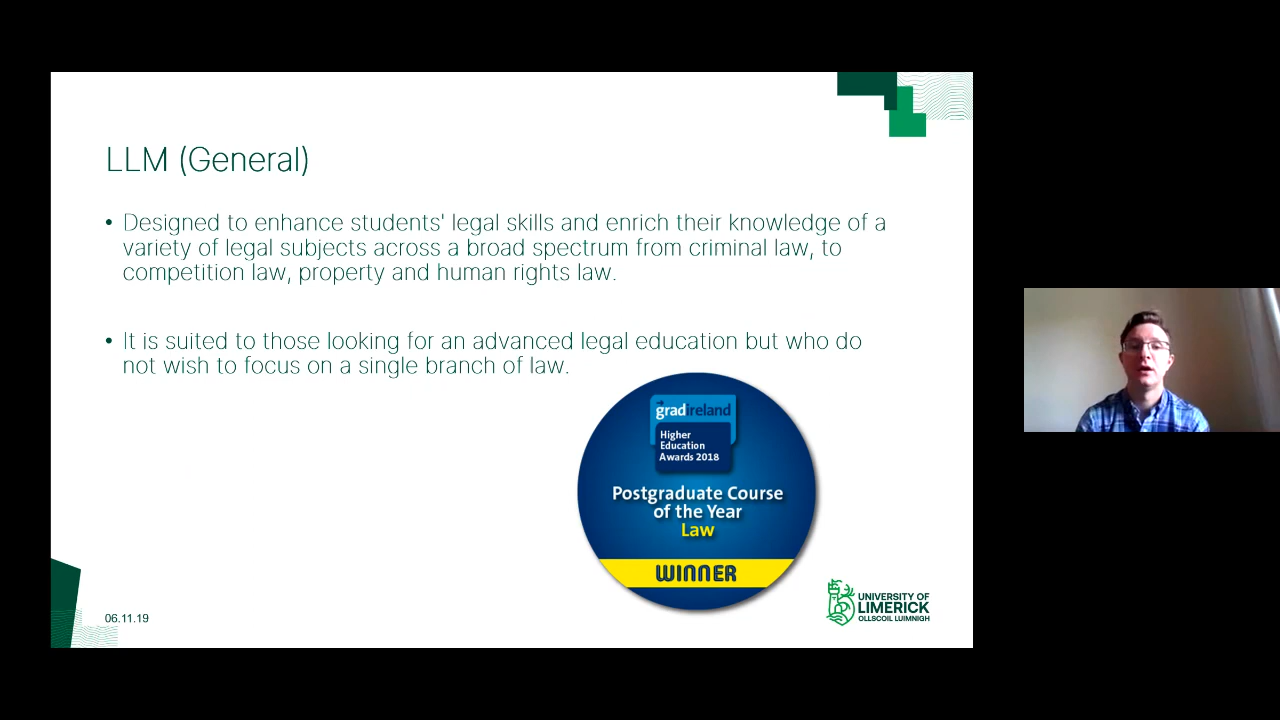 LLM (General)
• Designed to enhance students' legal skills and enrich their knowledge of a
variety of legal subjects across a broad spectrum from criminal law, to
competition law, property and human rights law.
• It is suited to those looking for an advanced legal education but who do
not wish to focus on a single branch of law.
gradireland
Higher
Education
Awards 2018
Postgraduate Course
of the Year
Law
WINNER
06.11.19
UNIVERSITY OF
LIMERICK
OLLSCOIL LUIMNIGH